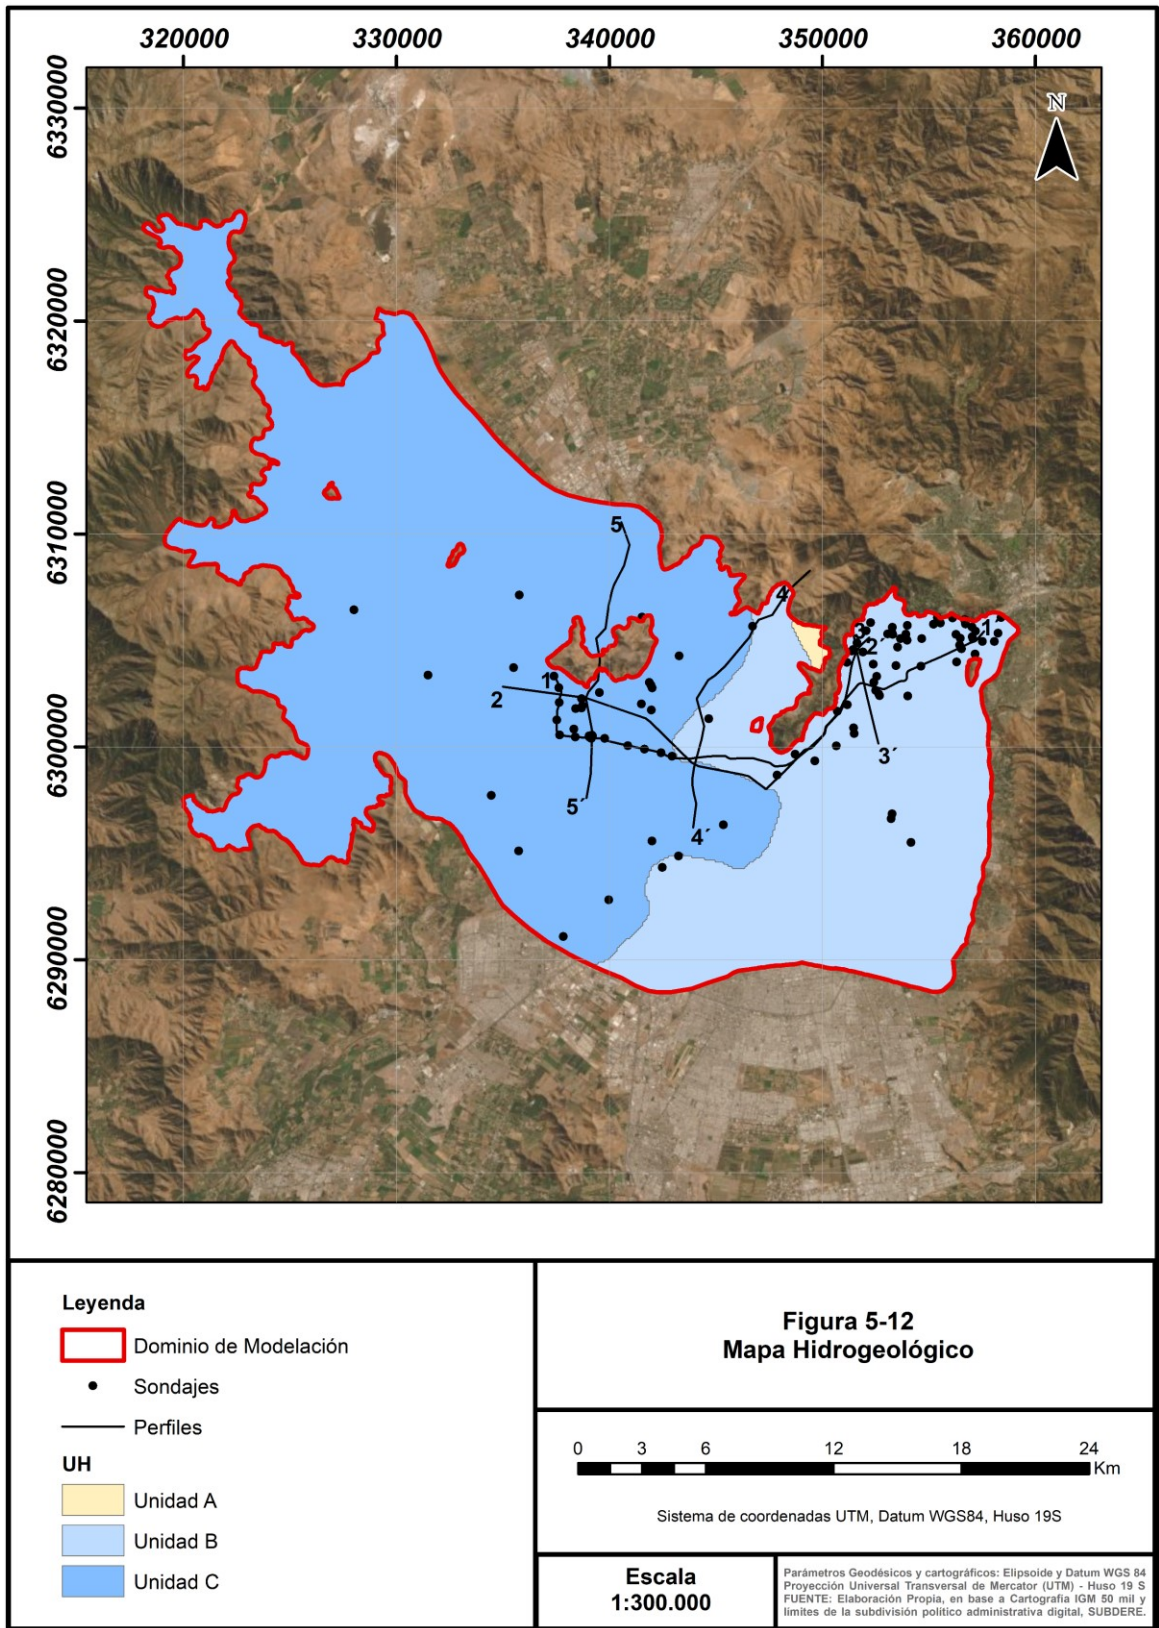 320000 330000 340000 350000 360000
6330000
6320000
6310000
6300000
6290000
6280000
N
5
4
3
1´
2´
1
2
3´
5´
4´
Leyenda
Dominio de Modelación
Sondajes
Perfiles
UH
Unidad A
Unidad B
Unidad C
Figura 5-12
Mapa Hidrogeológico
0 3 6 12 18 24
Km
Sistema de coordenadas UTM, Datum WGS84, Huso 19S
Escala
1:300.000
Parámetros Geodésicos y cartográficos: Elipsoide y Datum WGS 84
Proyección Universal Transversal de Mercator (UTM) - Huso 19 S
FUENTE: Elaboración Propia, en base a Cartografía IGM 50 mil y
límites de la subdivisión político administrativa digital, SUBDERE.